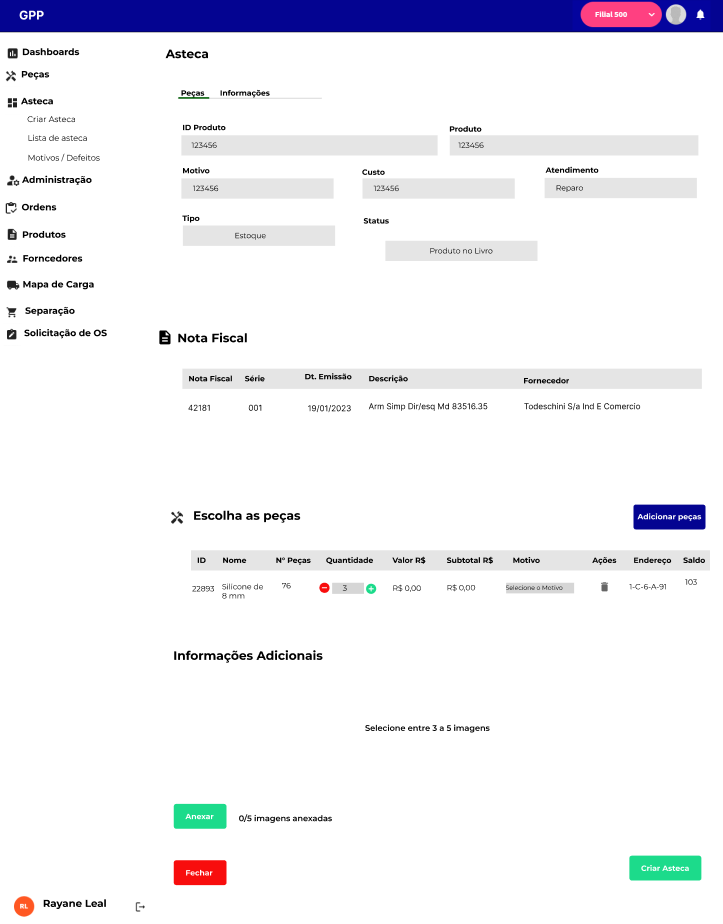 GPP
Filial 500
Dashboards
Peças
Asteca
Criar Asteca
Lista de asteca
Motivos / Defeitos
Administração
Ordens
Produtos
Forncedores
Mapa de Carga
Separação
Solicitação de OS
Asteca
Peças Informações
ID Produto Produto
123456 123456
Motivo Custo Atendimento
123456 123456 Reparo
Tipo Status
Estoque Produto no Livro
Nota Fiscal
Nota Fiscal Série Dt. Emissão Descrição Fornecedor
42181 001 19/01/2023 Arm Simp Dir/esq Md 83516.35 Todeschini S/a Ind E Comercio
Escolha as peças
Adicionar peças
ID Nome Nº Peças Quantidade Valor R$ Subtotal R$ Motivo Ações Endereço Saldo
22893 Silicone de 76 3 R$ 0,00 R$ 0,00 Selecione o Motivo 1-C-6-A-91 103
8 mm
Informações Adicionais
Selecione entre 3 a 5 imagens
Anexar 0/5 imagens anexadas
Fechar Criar Asteca
RL Rayane Leal